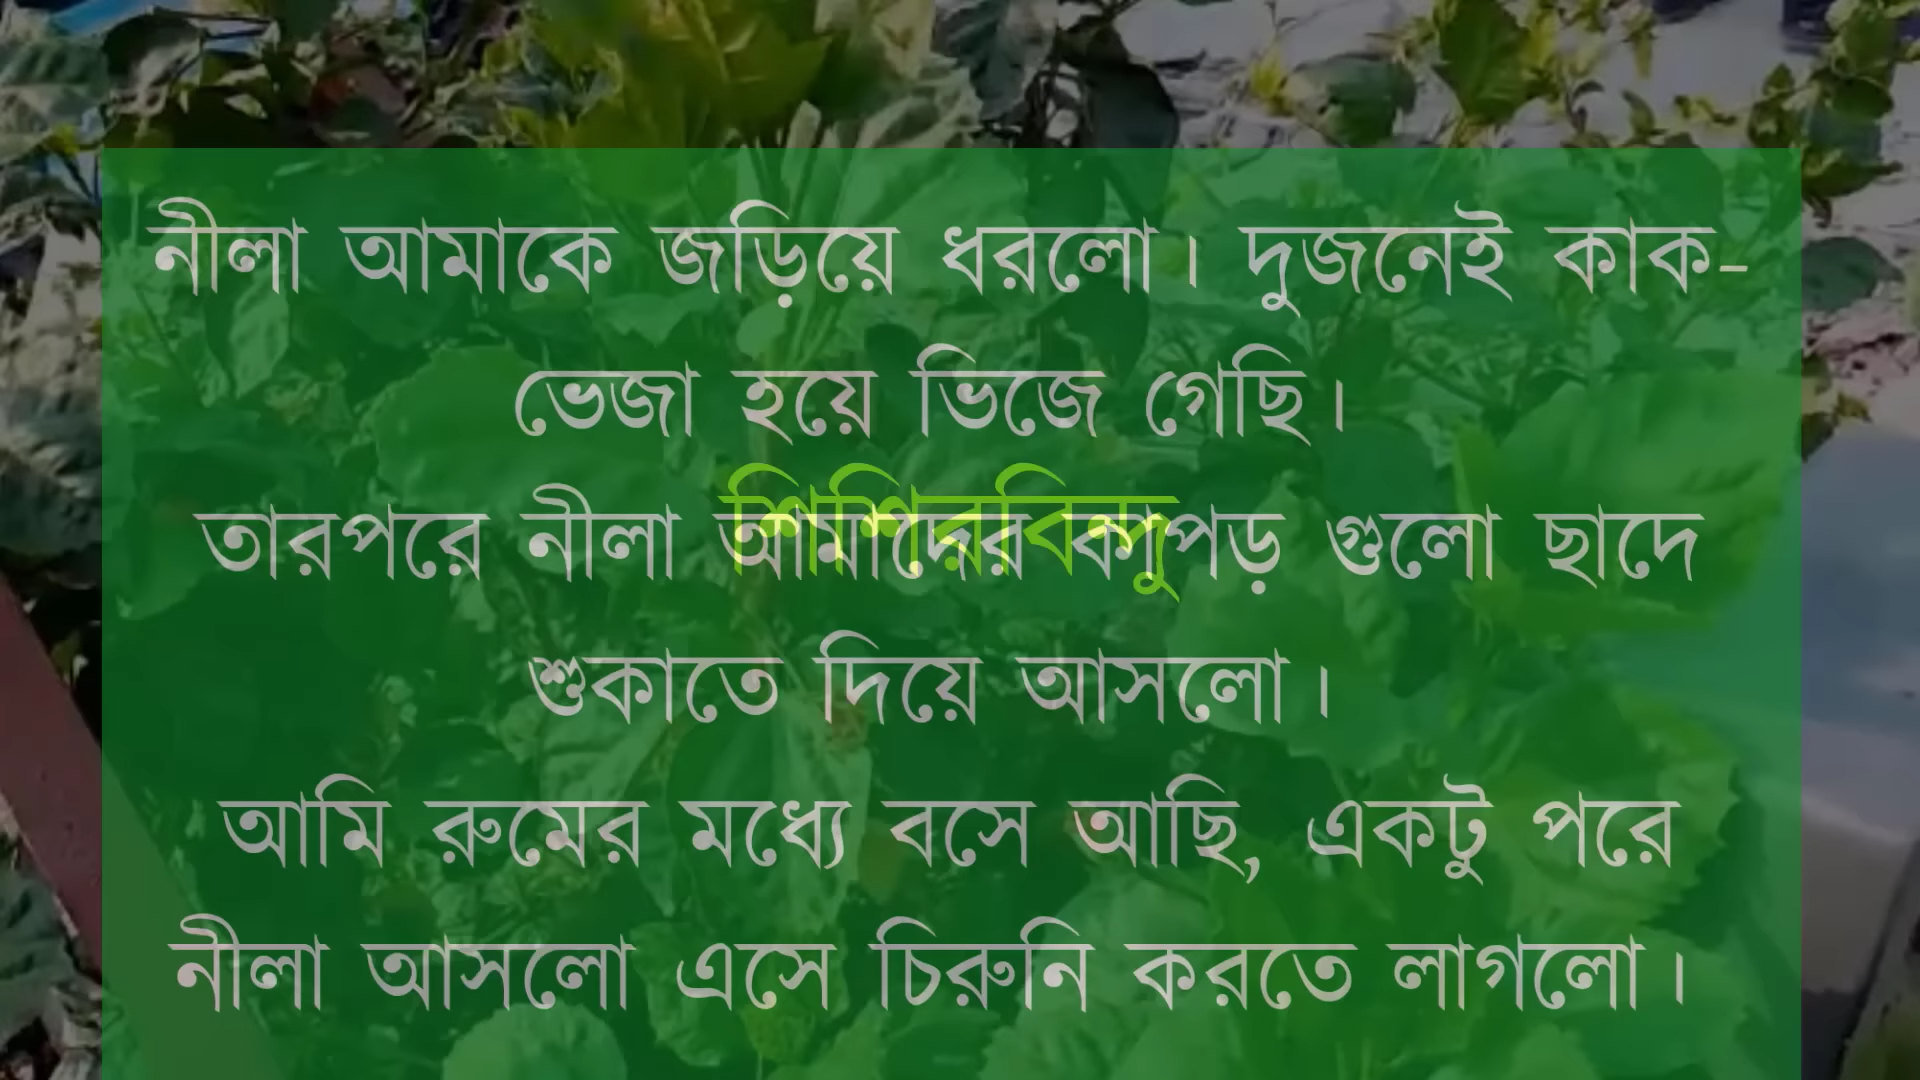 নীলা আমাকে জড়িয়ে ধরলো। দুজনেই কাক-
ভেজা হয়ে ভিজে গেছি।
শিশিরবিন্দু
তারপরে নীলা আমাদের কাপড় গুলো ছাদে
শুকাতে দিয়ে আসলো।
আমি রুমের মধ্যে বসে আছি, একটু পরে
নীলা আসলো এসে চিরুনি করতে লাগলো।